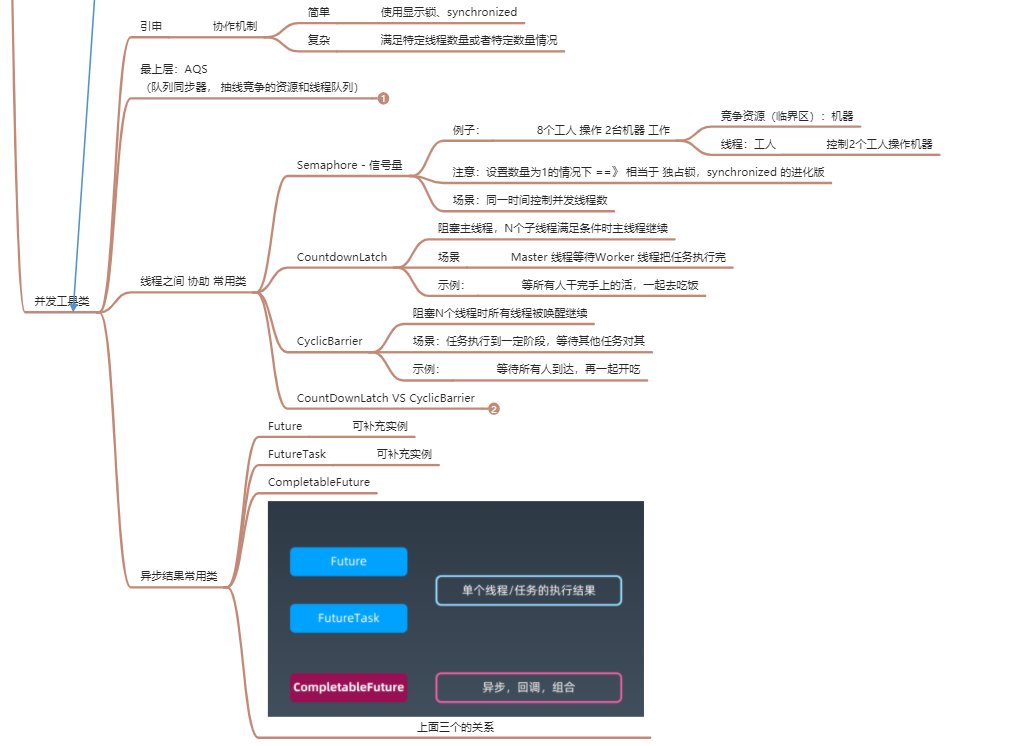 引申
协作机制
简单
使用显示锁、synchronized
复杂
满足特定线程数量或者特定数量情况
最上层：AQS
（队列同步器， 抽线竞争的资源和线程队列）
1
并发工具类
线程之间 协助 常用类
Semaphore - 信号量
例子：
8个工人 操作 2台机器 工作
竞争资源（临界区）：机器
线程：工人
控制2个工人操作机器
注意：设置数量为1的情况下 ==》 相当于 独占锁，synchronized 的进化版
场景：同一时间控制并发线程数
CountdownLatch
阻塞主线程，N个子线程满足条件时主线程继续
场景
Master 线程等待Worker 线程把任务执行完
示例：
等所有人干完手上的活，一起去吃饭
CyclicBarrier
阻塞N个线程时所有线程被唤醒继续
场景：任务执行到一定阶段，等待其他任务对其
示例：
等待所有人到达，再一起开吃
CountDownLatch VS CyclicBarrier
2
异步结果常用类
Future
可补充实例
FutureTask
可补充实例
CompletableFuture
Future
单个线程/任务的执行结果
FutureTask
CompletableFuture
异步，回调，组合
上面三个的关系